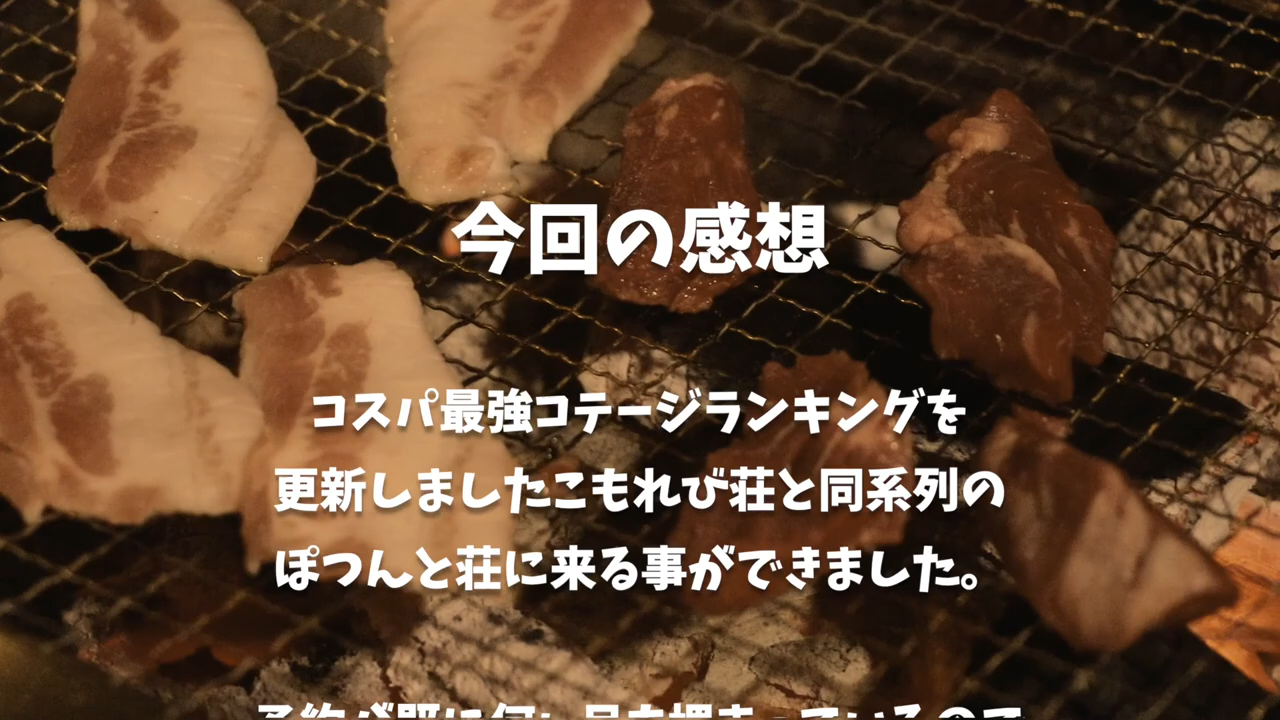 今回の感想
コスパ最強コテージランキングを
更新しましたこもれび荘と同系列の
ぽつんと荘に来る事ができました。